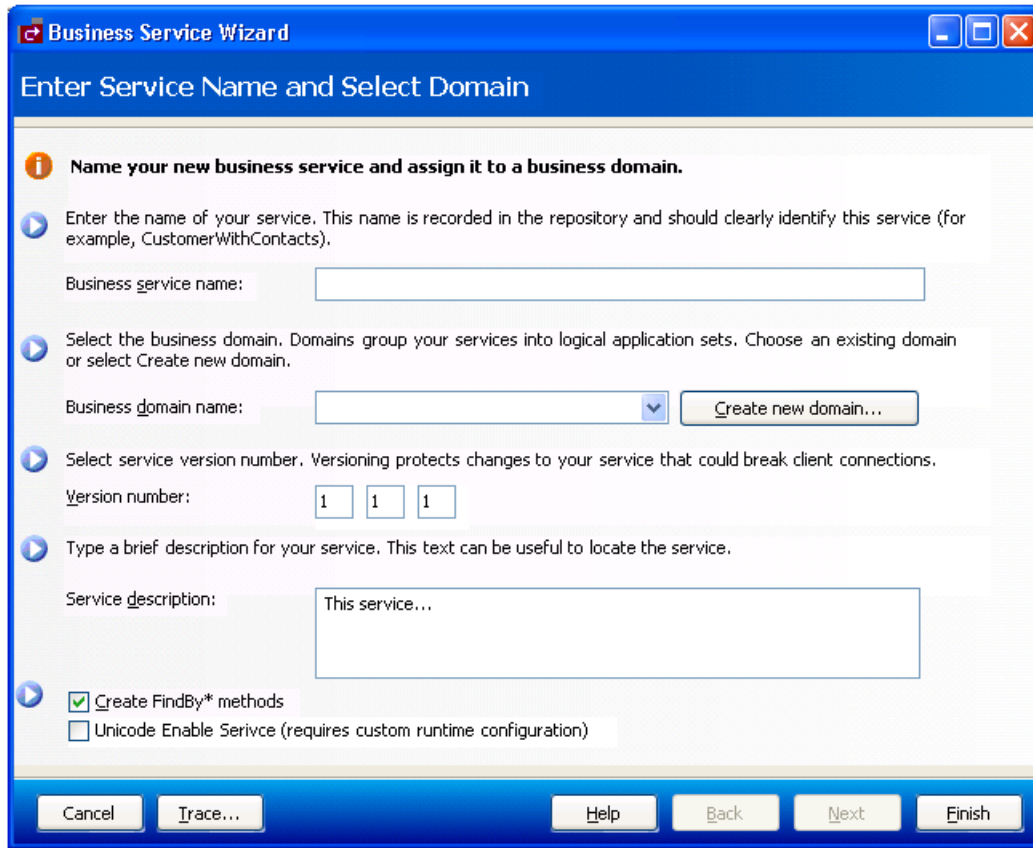 Business Service Wizard
Enter Service Name and Select Domain
Name your new business service and assign it to a business domain.
Enter the name of your service. This name is recorded in the repository and should clearly identify this service (for
example, CustomerWithContacts).
Business service name:
Select the business domain. Domains group your services into logical application sets. Choose an existing domain
or select Create new domain.
Business domain name:
Create new domain...
Select service version number. Versioning protects changes to your service that could break client connections.
Version number:
1 1 1
Type a brief description for your service. This text can be useful to locate the service.
Service description:
This service...
Create FindBy* methods
Unicode Enable Serivce (requires custom runtime configuration)
Cancel Trace... Help Back Next Finish